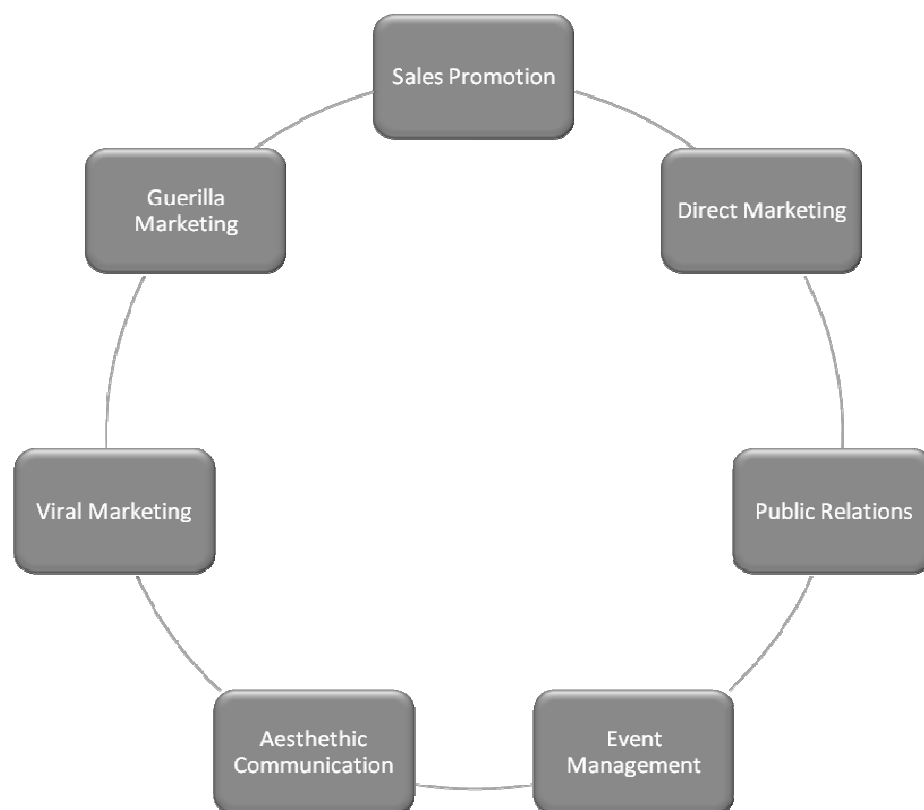 Sales Promotion
Direct Marketing
Public Relations
Event
Management
Aesthethic
Communication
Viral Marketing
Guerilla
Marketing